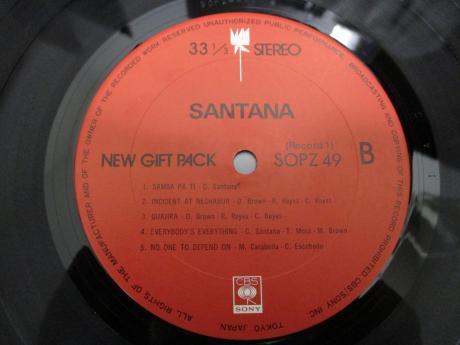 ALL RIGHTS OF THE MANUFACTURER AND OF THE OWNER OF THE RECORDED WORK RESERVED UNAUTHORIZED PUBLIC PERFORMANCE, BROADCASTING AND COPYING OF THIS RECORD PROHIBITED CBS/SONY INC. TOKYO JAPAN
33 1/3 STEREO
SANTANA
NEW GIFT PACK (Record 1) SOPZ 49 B
1. SAMBA PA TI - C. Santana
2. INCIDENT AT NESHABUR - D. Brown - R. Reyes - C. Reyes
3. GUAJIRA - D. Brown - R. Reyes - C. Reyes
4. EVERYBODY'S EVERYTHING - C. Santana - T. Moss - M. Brown
5. NO ONE TO DEPEND ON - M. Carabella - C. Escobedo
CBS
SONY